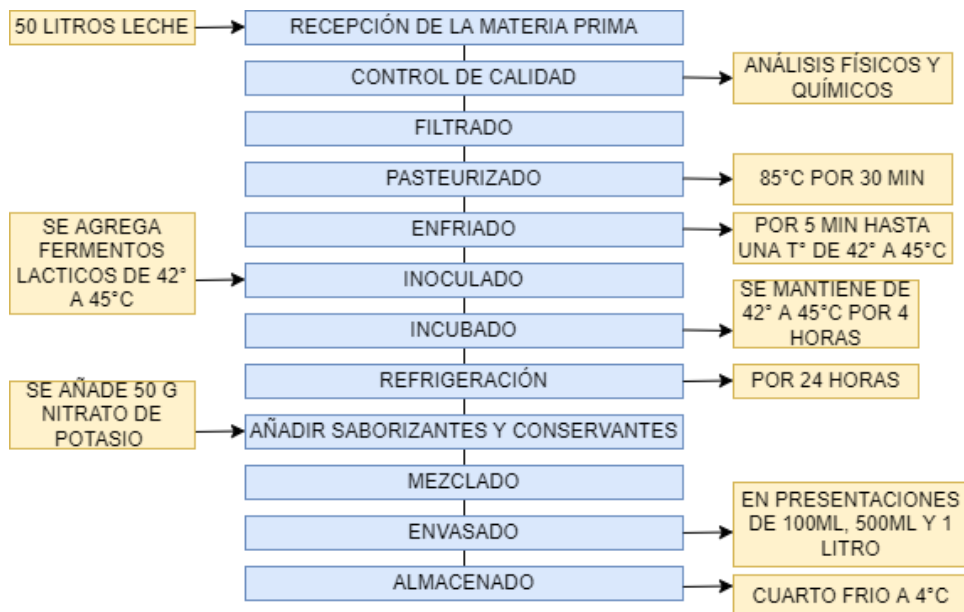 50 LITROS LECHE
RECEPCIÓN DE LA MATERIA PRIMA
CONTROL DE CALIDAD
ANÁLISIS FÍSICOS Y
QUÍMICOS
FILTRADO
PASTEURIZADO
85°C POR 30 MIN
ENFRIADO
POR 5 MIN HASTA
UNA T° DE 42° A 45°C
SE AGREGA
FERMENTOS
LACTICOS DE 42°
A 45°C
INOCULADO
INCUBADO
SE MANTIENE DE
42° A 45°C POR 4
HORAS
REFRIGERACIÓN
POR 24 HORAS
SE AÑADE 50 G
NITRATO DE
POTASIO
AÑADIR SABORIZANTES Y CONSERVANTES
MEZCLADO
ENVASADO
EN PRESENTACIONES
DE 100ML, 500ML Y 1
LITRO
ALMACENADO
CUARTO FRIO A 4°C